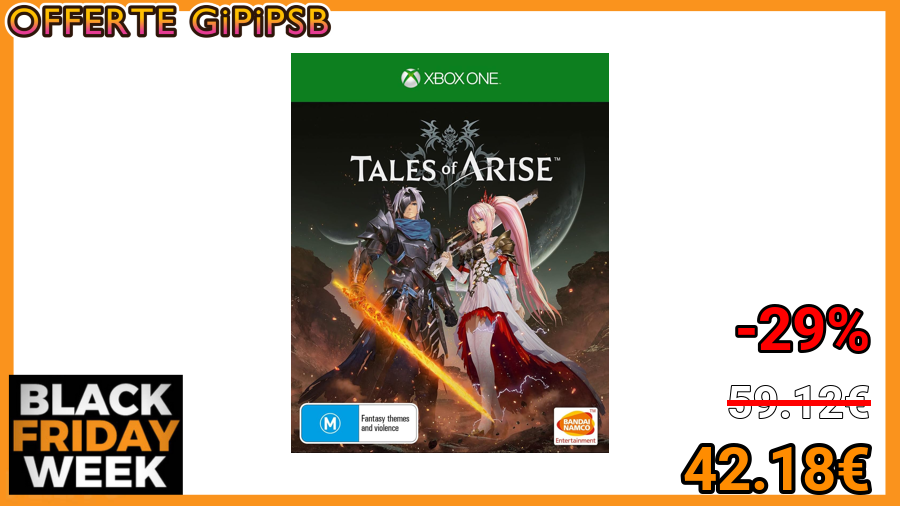 OFFERTE GiPiPSB
XBOX ONE
TALES of ARISE™
M
Fantasy themes
and violence
BANDAI
NAMCO
Entertainment
-29%
59.12€
42.18€
BLACK
FRIDAY
WEEK